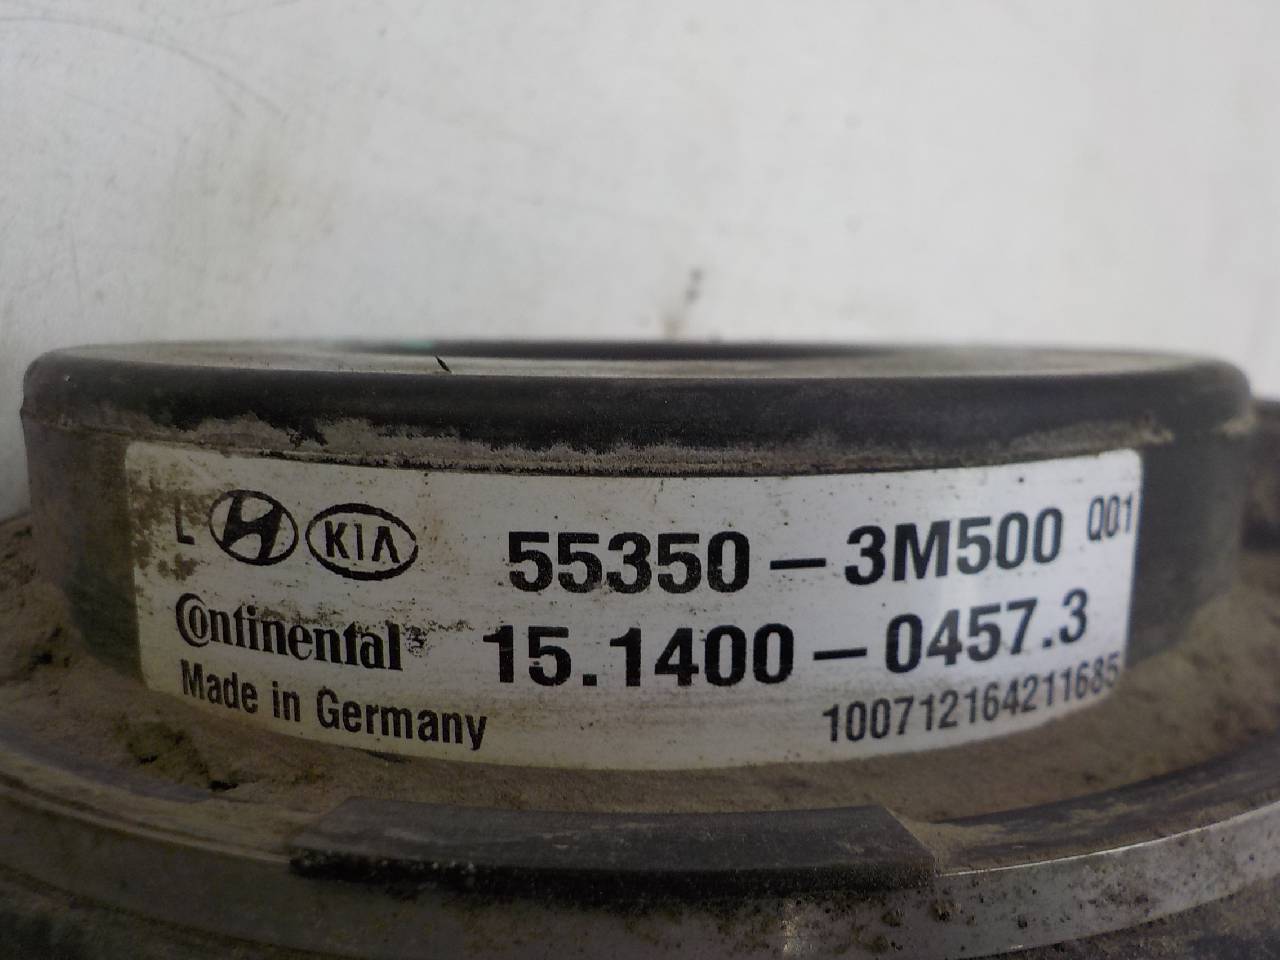 L KIA 55350-3M500 Q01
Continental 15.1400-0457.3
Made in Germany 100712164211685